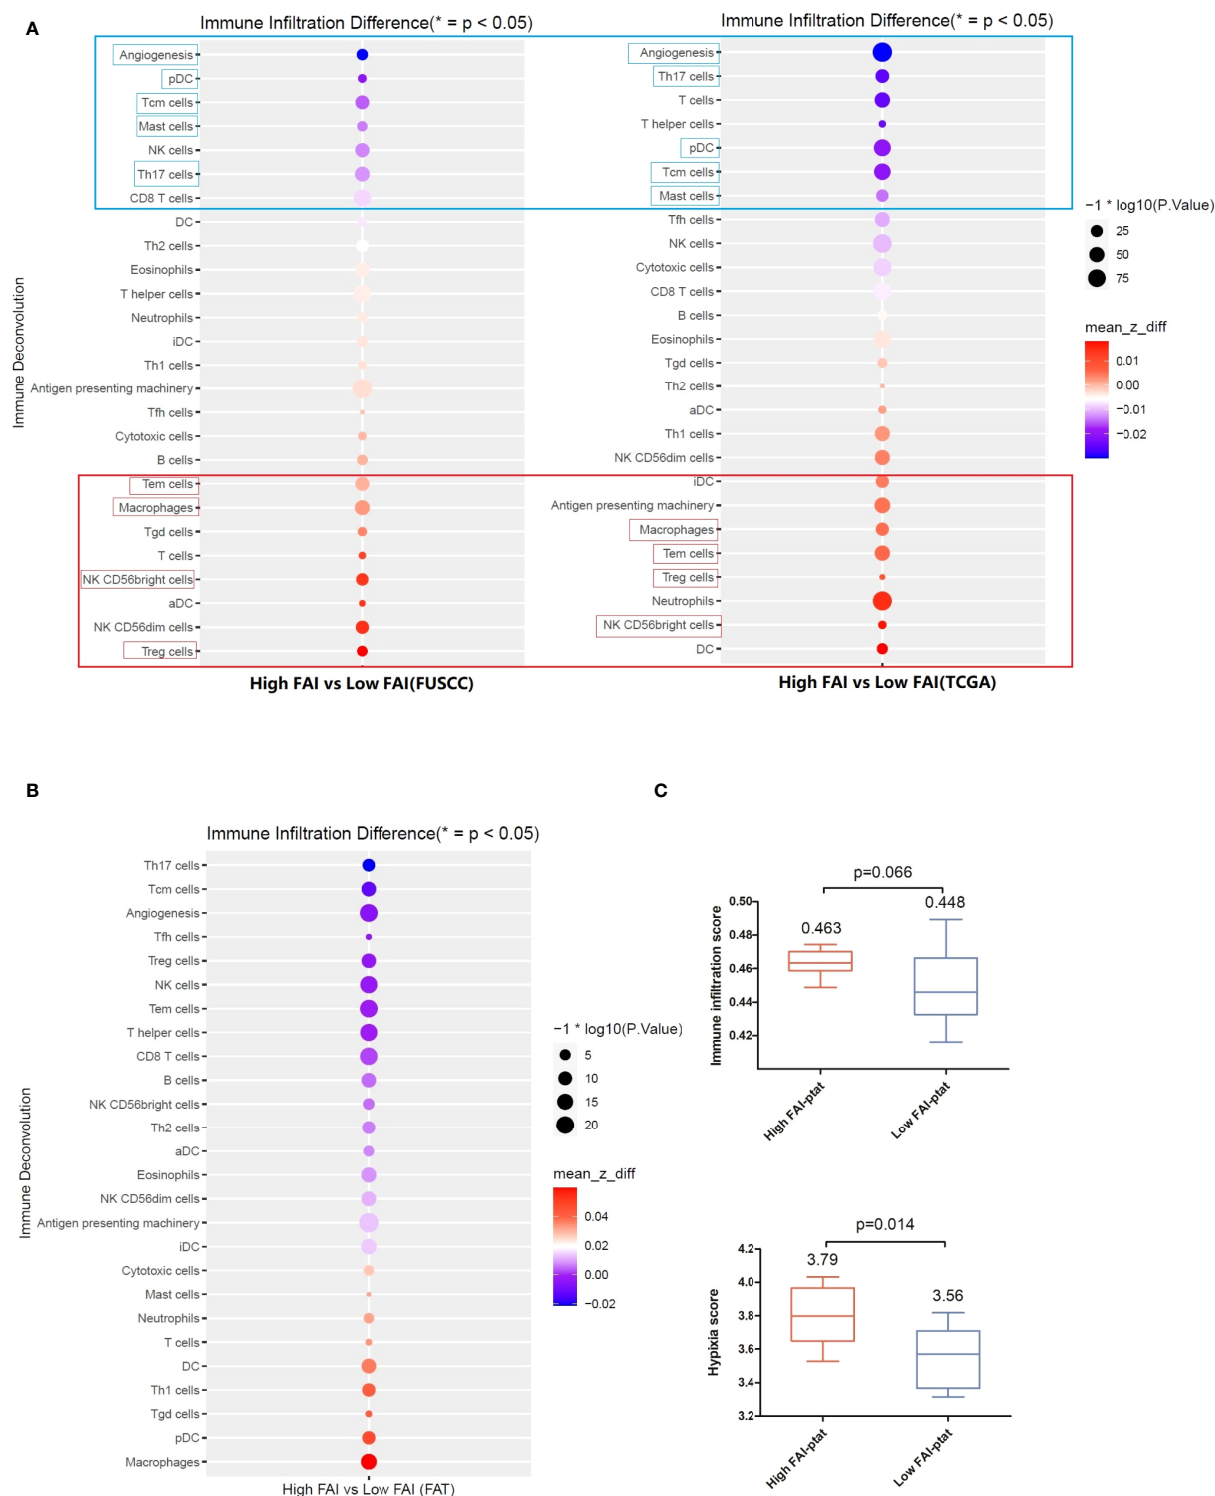 A
Immune Infiltration Difference(* = p < 0.05)
Angiogenesis
pDC
Tcm cells
Mast cells
NK cells
Th17 cells
CD8 T cells
DC
Th2 cells
Eosinophils
T helper cells
Neutrophils
iDC
Th1 cells
Antigen presenting machinery
Tfh cells
Cytotoxic cells
B cells
Tem cells
Macrophages
Tgd cells
T cells
NK CD56bright cells
aDC
NK CD56dim cells
Treg cells
Immune Deconvolution
High FAI vs Low FAI(FUSCC)
Immune Infiltration Difference(* = p < 0.05)
Angiogenesis
Th17 cells
T cells
T helper cells
pDC
Tcm cells
Mast cells
Tfh cells
NK cells
Cytotoxic cells
CD8 T cells
B cells
Eosinophils
Tgd cells
Th2 cells
aDC
Th1 cells
NK CD56dim cells
iDC
Antigen presenting machinery
Macrophages
Tem cells
Treg cells
Neutrophils
NK CD56bright cells
DC
High FAI vs Low FAI(TCGA)
−1 * log10(P.Value)
25
50
75
mean_z_diff
0.01
0.00
−0.01
−0.02
B
Immune Infiltration Difference(* = p < 0.05)
Th17 cells
Tcm cells
Angiogenesis
Tfh cells
Treg cells
NK cells
Tem cells
T helper cells
CD8 T cells
B cells
NK CD56bright cells
Th2 cells
aDC
Eosinophils
NK CD56dim cells
Antigen presenting machinery
iDC
Cytotoxic cells
Mast cells
Neutrophils
T cells
DC
Th1 cells
Tgd cells
pDC
Macrophages
Immune Deconvolution
High FAI vs Low FAI (FAT)
−1 * log10(P.Value)
5
10
15
20
mean_z_diff
0.04
0.02
0.00
−0.02
C
p=0.066
0.463
0.448
0.50
0.48
0.46
0.44
0.42
Immune infiltration score
High FAI-ptat
Low FAI-ptat
p=0.014
3.79
3.56
4.2
4.0
3.8
3.6
3.4
3.2
Hypixia score
High FAI-ptat
Low FAI-ptat